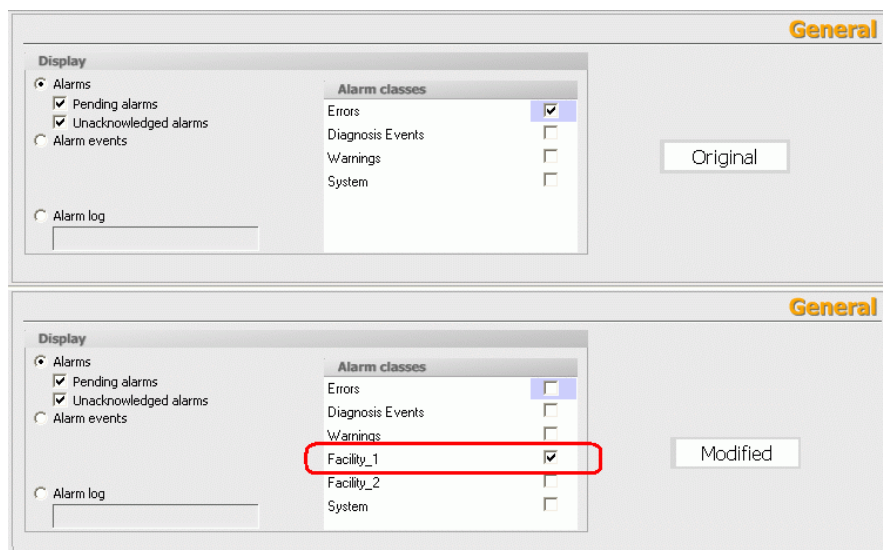 General
Display
Alarms
Alarm classes
Pending alarms
Errors
Unacknowledged alarms
Diagnosis Events
Alarm events
Warnings
Original
System
Alarm log
General
Display
Alarms
Alarm classes
Pending alarms
Errors
Unacknowledged alarms
Diagnosis Events
Alarm events
Warnings
Facility_1
Modified
Facility_2
Alarm log
System